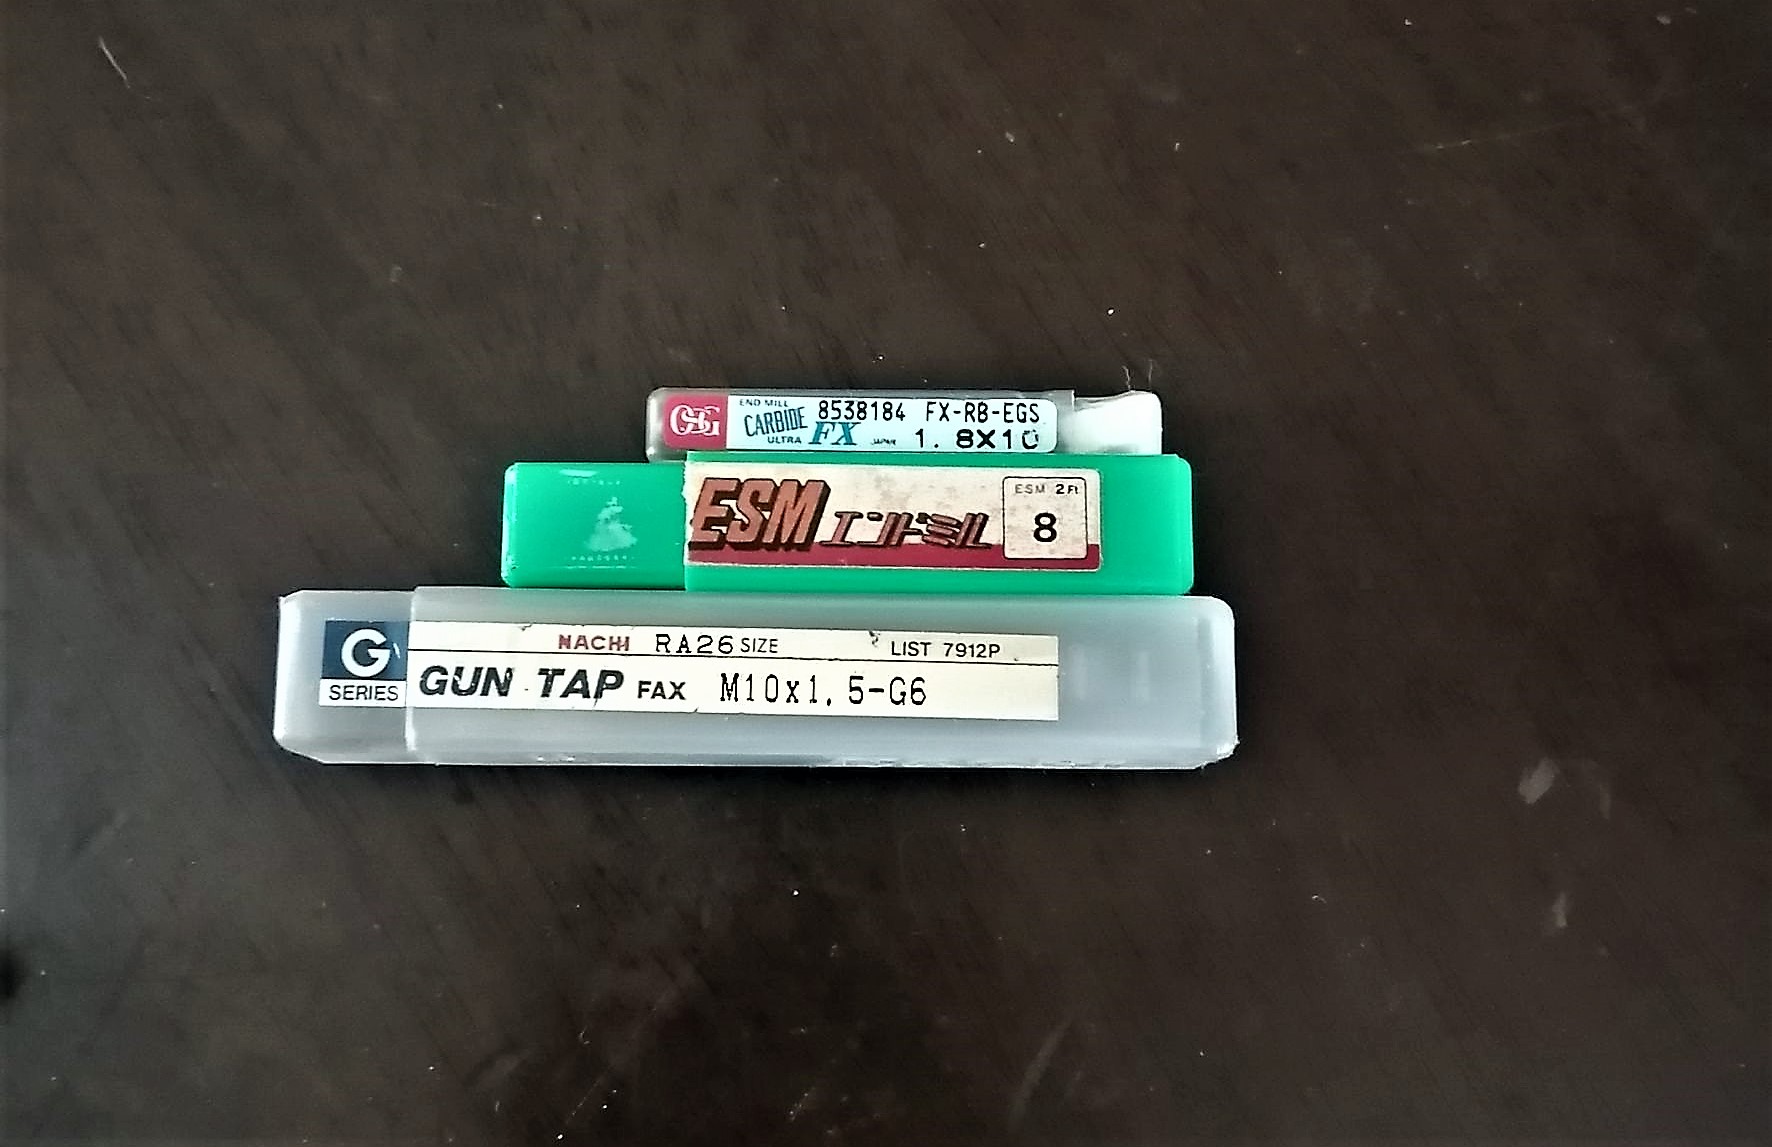 OSG
END MILL
CARBIDE
ULTRA FX JAPAN
8538184 FX-RB-EGS
1.8X10
ESM エンドミル
ESM 2Ft
8
G
SERIES
NACHI RA26 SIZE LIST 7912P
GUN TAP FAX M10x1.5-G6